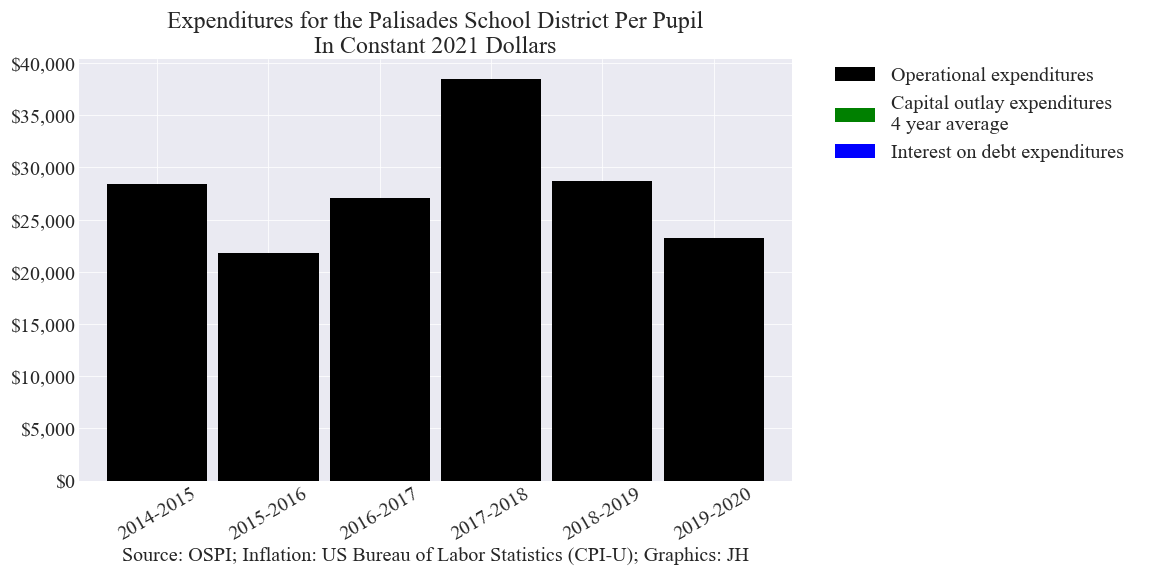 Expenditures for the Palisades School District Per Pupil
In Constant 2021 Dollars
$40,000
$35,000
$30,000
$25,000
$20,000
$15,000
$10,000
$5,000
$0
2014-2015
2015-2016
2016-2017
2017-2018
2018-2019
2019-2020
Source: OSPI; Inflation: US Bureau of Labor Statistics (CPI-U); Graphics: JH
Operational expenditures
Capital outlay expenditures
4 year average
Interest on debt expenditures